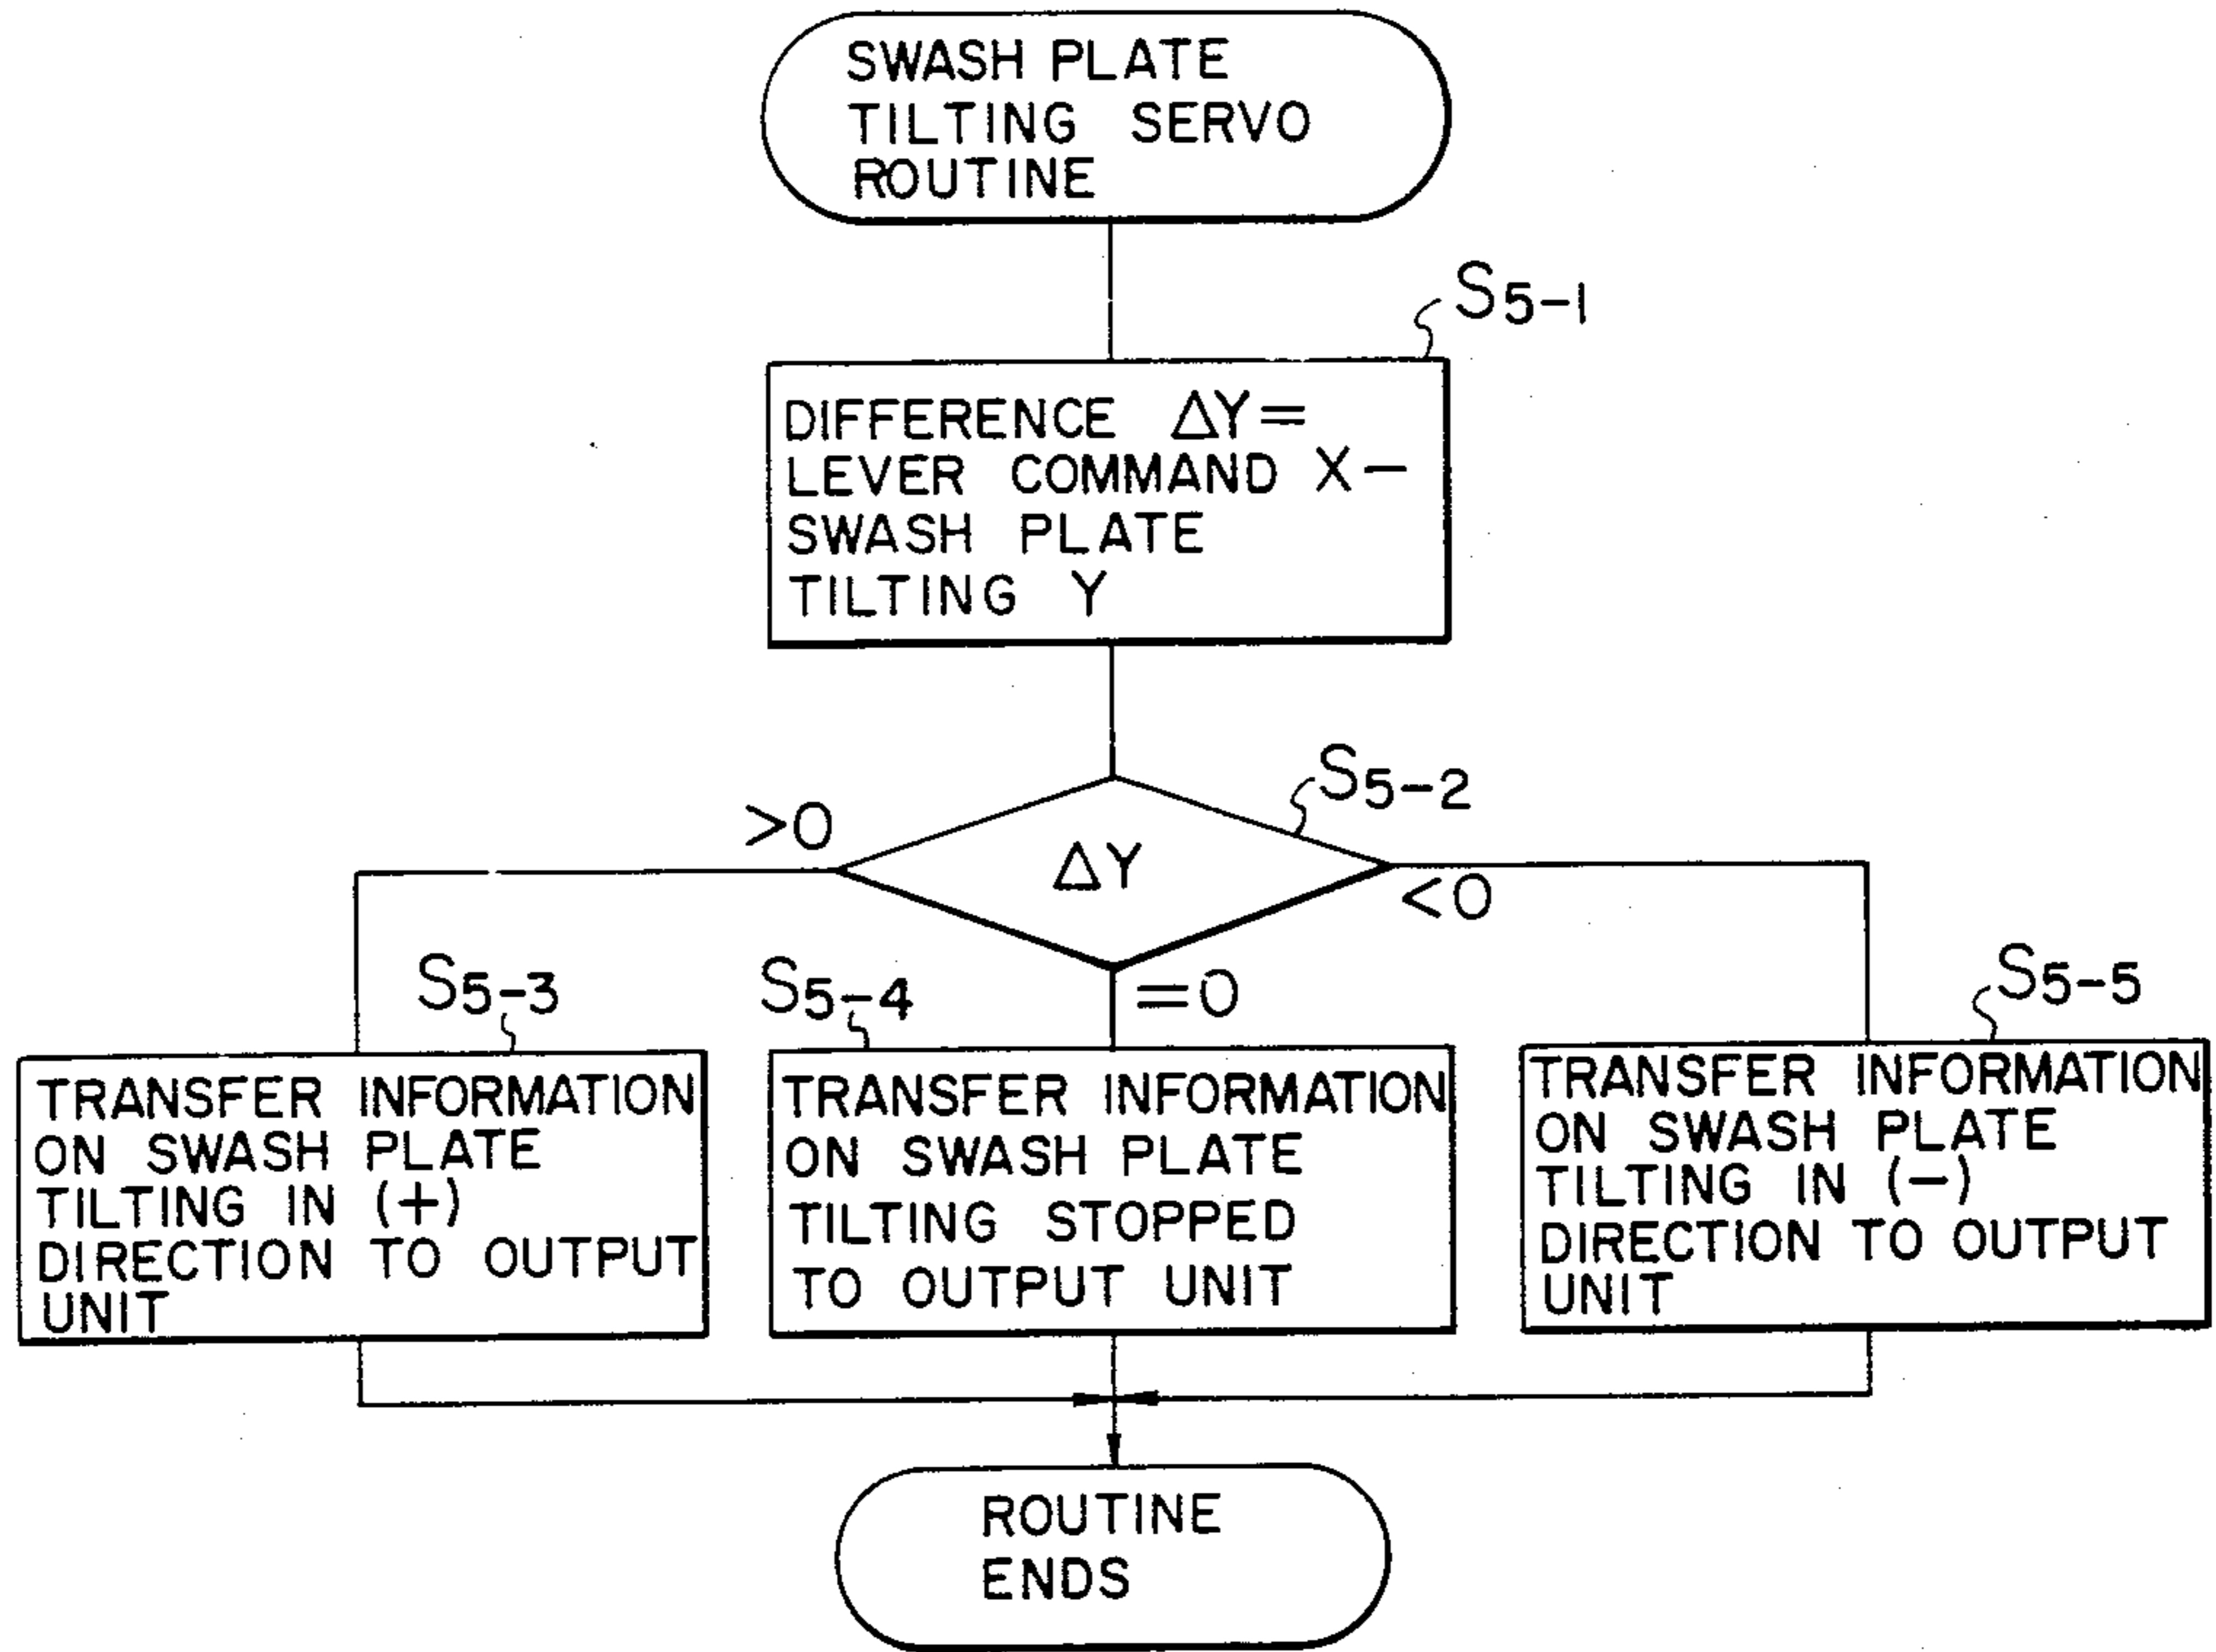 SWASH PLATE
TILTING SERVO
ROUTINE
S5-1
DIFFERENCE ΔY=
LEVER COMMAND X-
SWASH PLATE
TILTING Y
S5-2
>0
ΔY
<0
=0
S5-3
TRANSFER INFORMATION
ON SWASH PLATE
TILTING IN (+)
DIRECTION TO OUTPUT
UNIT
S5-4
TRANSFER INFORMATION
ON SWASH PLATE
TILTING STOPPED
TO OUTPUT UNIT
S5-5
TRANSFER INFORMATION
ON SWASH PLATE
TILTING IN (-)
DIRECTION TO OUTPUT
UNIT
ROUTINE
ENDS